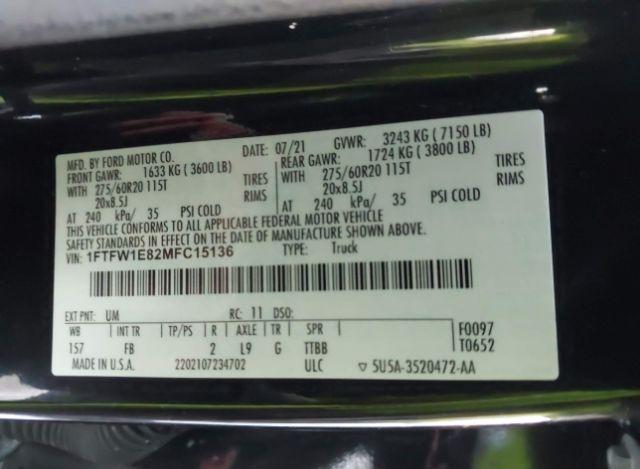 MFD. BY FORD MOTOR CO. DATE: 07/21 GVWR: 3243 KG ( 7150 LB)
FRONT GAWR: 1633 KG ( 3600 LB) REAR GAWR: 1724 KG ( 3800 LB)
WITH 275/60R20 115T TIRES WITH 275/60R20 115T TIRES
20x8.5J RIMS 20x8.5J RIMS
AT 240 kPa/ 35 PSI COLD AT 240 kPa/ 35 PSI COLD
THIS VEHICLE CONFORMS TO ALL APPLICABLE FEDERAL MOTOR VEHICLE
SAFETY STANDARDS IN EFFECT ON THE DATE OF MANUFACTURE SHOWN ABOVE.
VIN: 1FTFW1E82MFC15136 TYPE: Truck
EXT PNT: UM RC: 11 DSO:
WB INT TR TP/PS R AXLE TR SPR F0097
157 FB 2 L9 G TTBB T0652
MADE IN U.S.A. 2202107234702 ULC ▽ 5U5A-3520472-AA